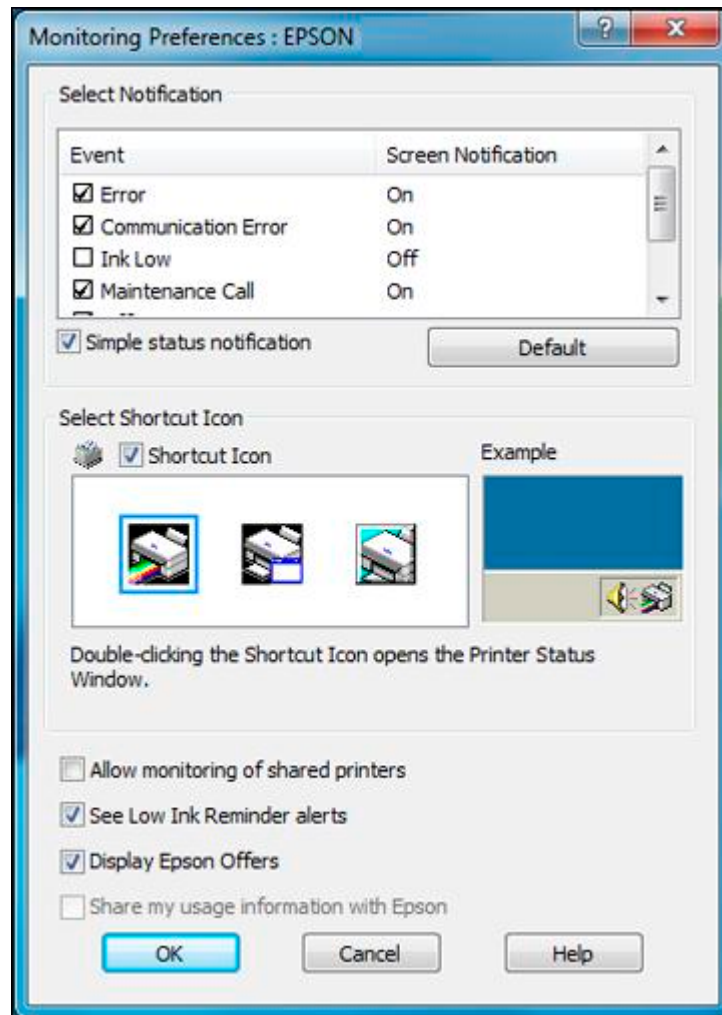 Monitoring Preferences : EPSON
Select Notification
Event Screen Notification
Error On
Communication Error On
Ink Low Off
Maintenance Call On
Simple status notification Default
Select Shortcut Icon
Shortcut Icon Example
Double-clicking the Shortcut Icon opens the Printer Status
Window.
Allow monitoring of shared printers
See Low Ink Reminder alerts
Display Epson Offers
Share my usage information with Epson
OK Cancel Help